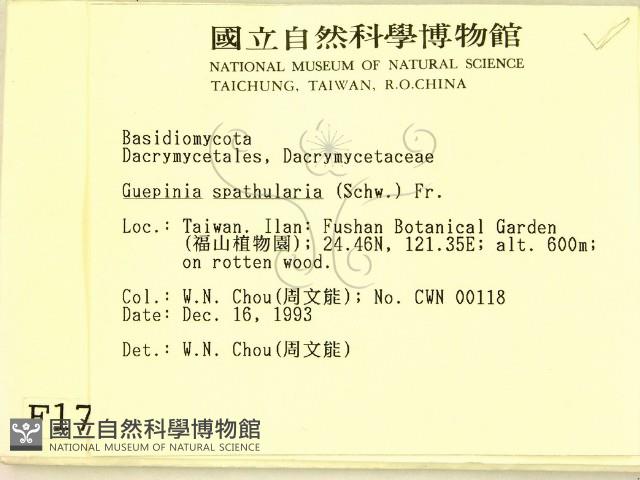 國立自然科學博物館
NATIONAL MUSEUM OF NATURAL SCIENCE
TAICHUNG, TAIWAN, R.O.CHINA
Basidiomycota
Dacrymycetales, Dacrymycetaceae
Guepinia spathularia (Schw.) Fr.
Loc.: Taiwan. Ilan: Fushan Botanical Garden
(福山植物園); 24.46N, 121.35E; alt. 600m;
on rotten wood.
Col.: W.N. Chou(周文能); No. CWN 00118
Date: Dec. 16, 1993
Det.: W.N. Chou(周文能)
F17
國立自然科學博物館
NATIONAL MUSEUM OF NATURAL SCIENCE